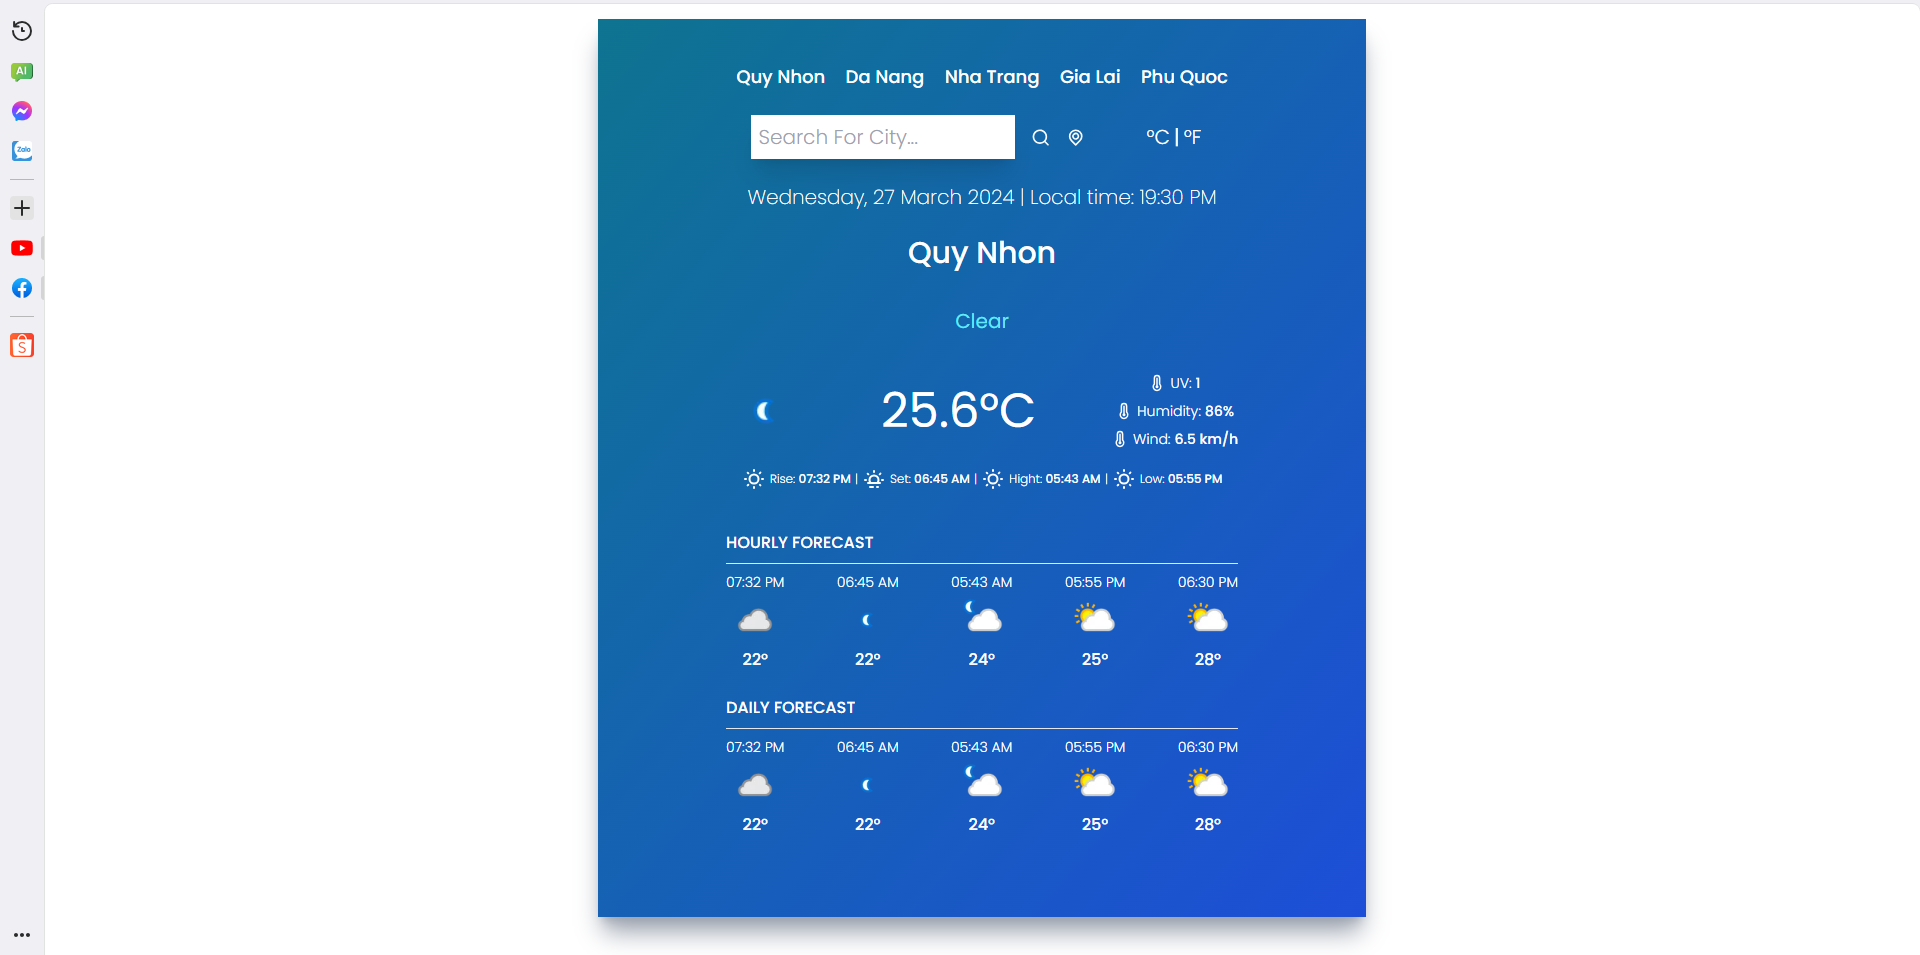 AI
Zalo
Quy Nhon Da Nang Nha Trang Gia Lai Phu Quoc
Search For City... °C | °F
Wednesday, 27 March 2024 | Local time: 19:30 PM
Quy Nhon
Clear
25.6°C
UV: 1
Humidity: 86%
Wind: 6.5 km/h
Rise: 07:32 PM | Set: 06:45 AM | Hight: 05:43 AM | Low: 05:55 PM
HOURLY FORECAST
07:32 PM 06:45 AM 05:43 AM 05:55 PM 06:30 PM
22° 22° 24° 25° 28°
DAILY FORECAST
07:32 PM 06:45 AM 05:43 AM 05:55 PM 06:30 PM
22° 22° 24° 25° 28°